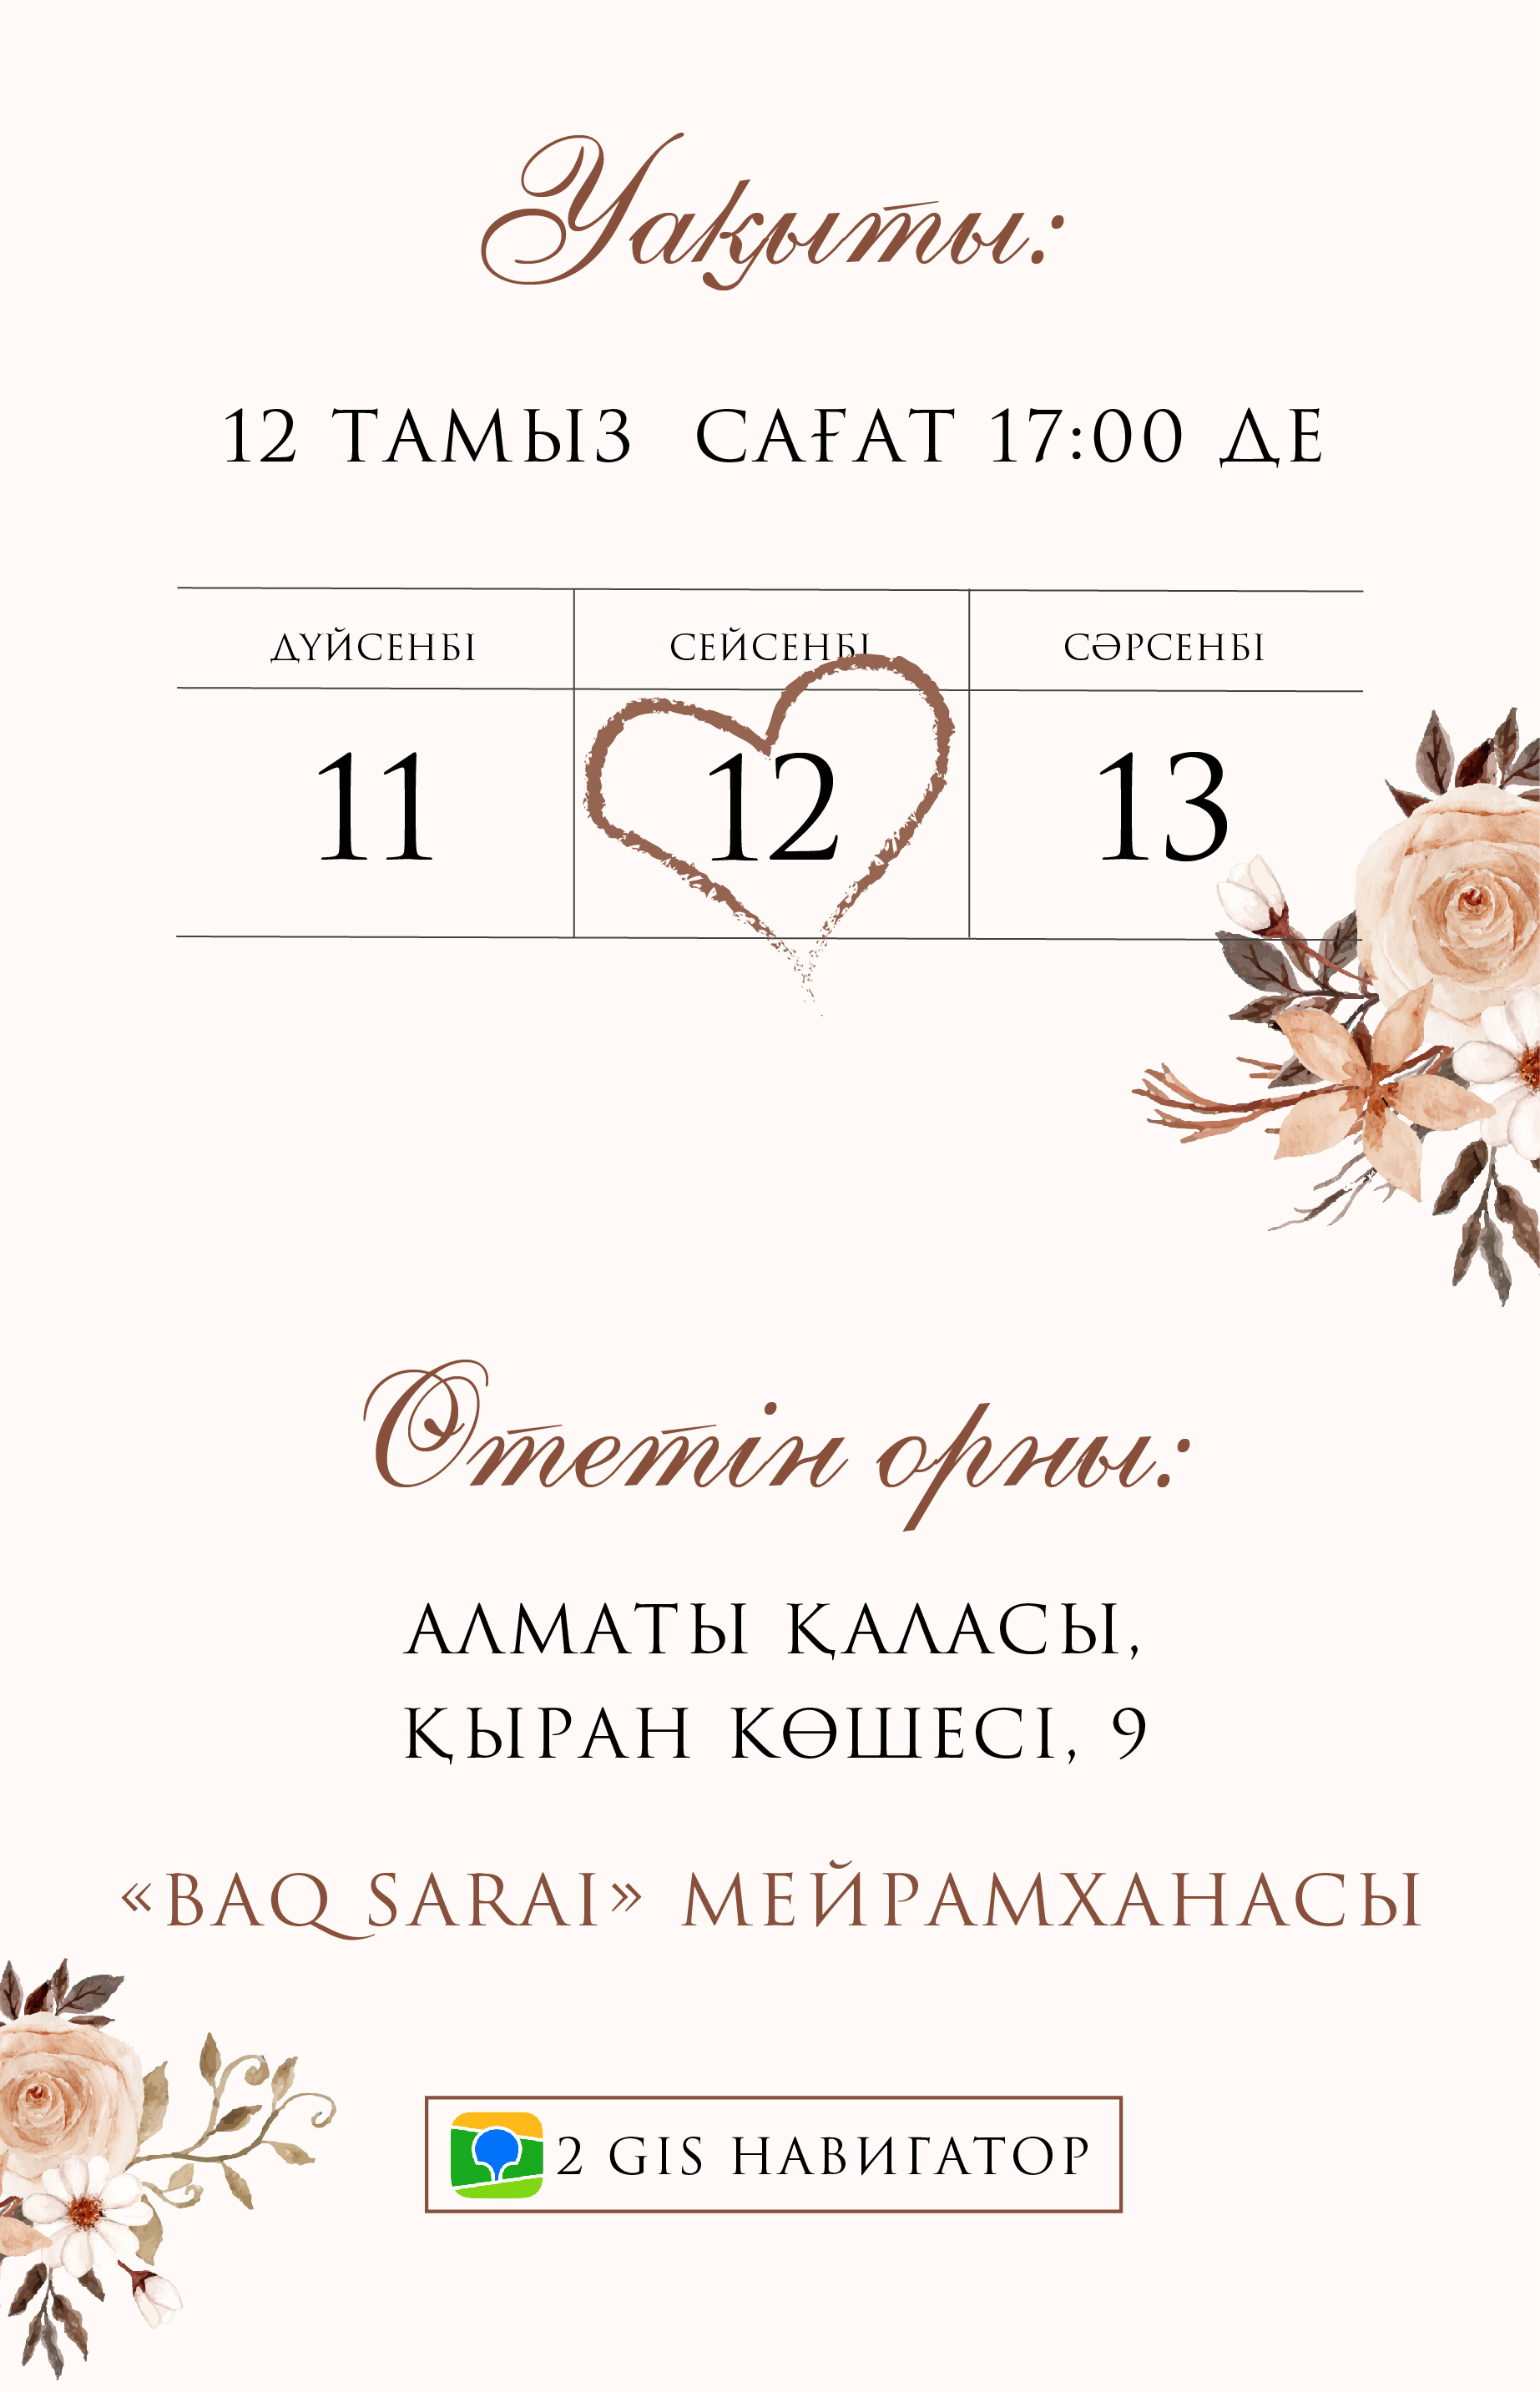 Уақыты:
12 ТАМЫЗ САҒАТ 17:00 ДЕ
ДҮЙСЕНБІ СЕЙСЕНБІ СӘРСЕНБІ
11 12 13
Өтетін орны:
АЛМАТЫ ҚАЛАСЫ,
ҚЫРАН КӨШЕСІ, 9
«BAQ SARAI» МЕЙРАМХАНАСЫ
2 GIS НАВИГАТОР